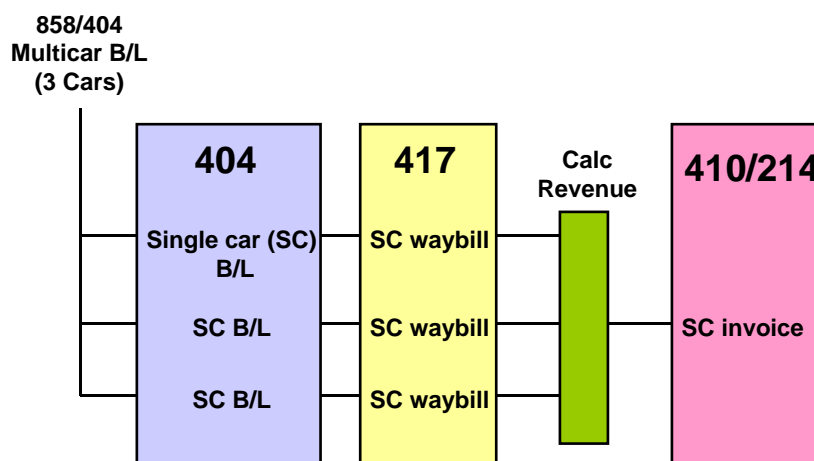 858/404
Multicar B/L
(3 Cars)
404
417
Calc
Revenue
410/214
Single car (SC)
B/L
SC waybill
SC B/L
SC waybill
SC invoice
SC B/L
SC waybill